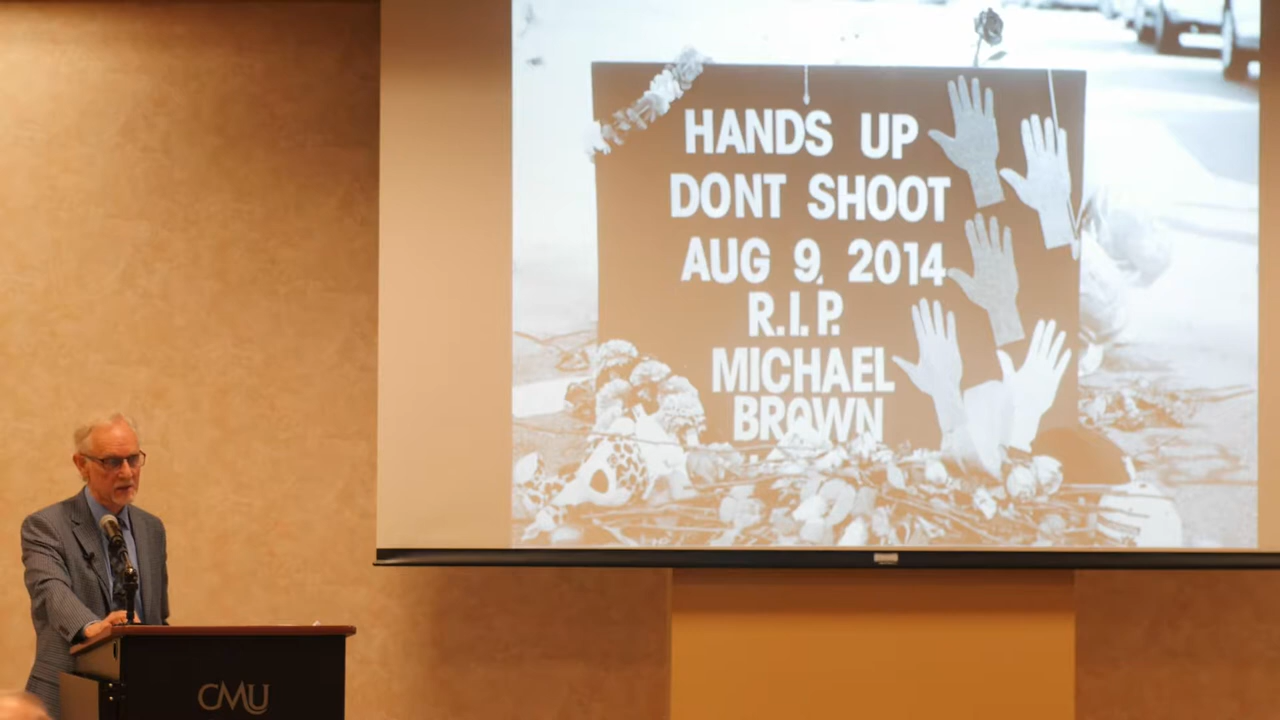 HANDS UP
DONT SHOOT
AUG 9, 2014
R.I.P.
MICHAEL
BROWN
CMU